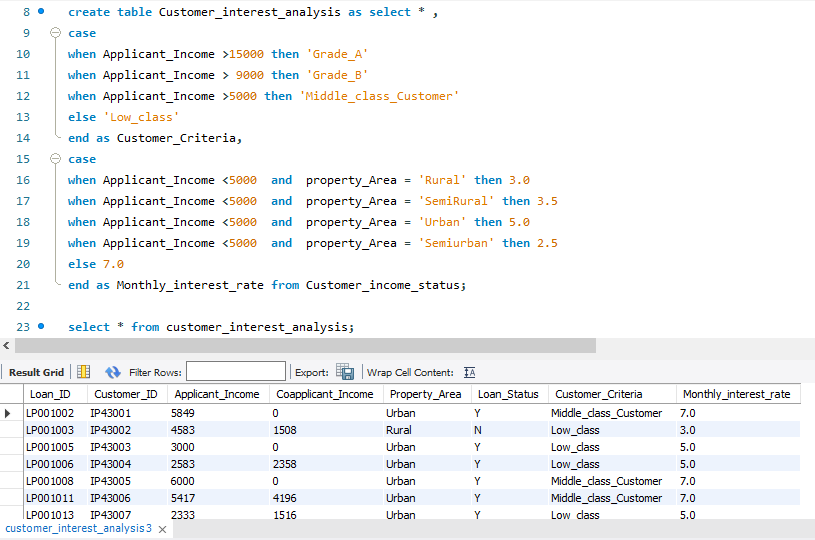 8 create table Customer_interest_analysis as select * ,
9 case
10 when Applicant_Income >15000 then 'Grade_A'
11 when Applicant_Income > 9000 then 'Grade_B'
12 when Applicant_Income >5000 then 'Middle_class_Customer'
13 else 'Low_class'
14 end as Customer_Criteria,
15 case
16 when Applicant_Income <5000 and property_Area = 'Rural' then 3.0
17 when Applicant_Income <5000 and property_Area = 'SemiRural' then 3.5
18 when Applicant_Income <5000 and property_Area = 'Urban' then 5.0
19 when Applicant_Income <5000 and property_Area = 'Semiurban' then 2.5
20 else 7.0
21 end as Monthly_interest_rate from Customer_income_status;
22
23 select * from customer_interest_analysis;
Result Grid Filter Rows: Export: Wrap Cell Content:
Loan_ID Customer_ID Applicant_Income Coapplicant_Income Property_Area Loan_Status Customer_Criteria Monthly_interest_rate
LP001002 IP43001 5849 0 Urban Y Middle_class_Customer 7.0
LP001003 IP43002 4583 1508 Rural N Low_class 3.0
LP001005 IP43003 3000 0 Urban Y Low_class 5.0
LP001006 IP43004 2583 2358 Urban Y Low_class 5.0
LP001008 IP43005 6000 0 Urban Y Middle_class_Customer 7.0
LP001011 IP43006 5417 4196 Urban Y Middle_class_Customer 7.0
LP001013 IP43007 2333 1516 Urban Y Low_class 5.0
customer_interest_analysis3